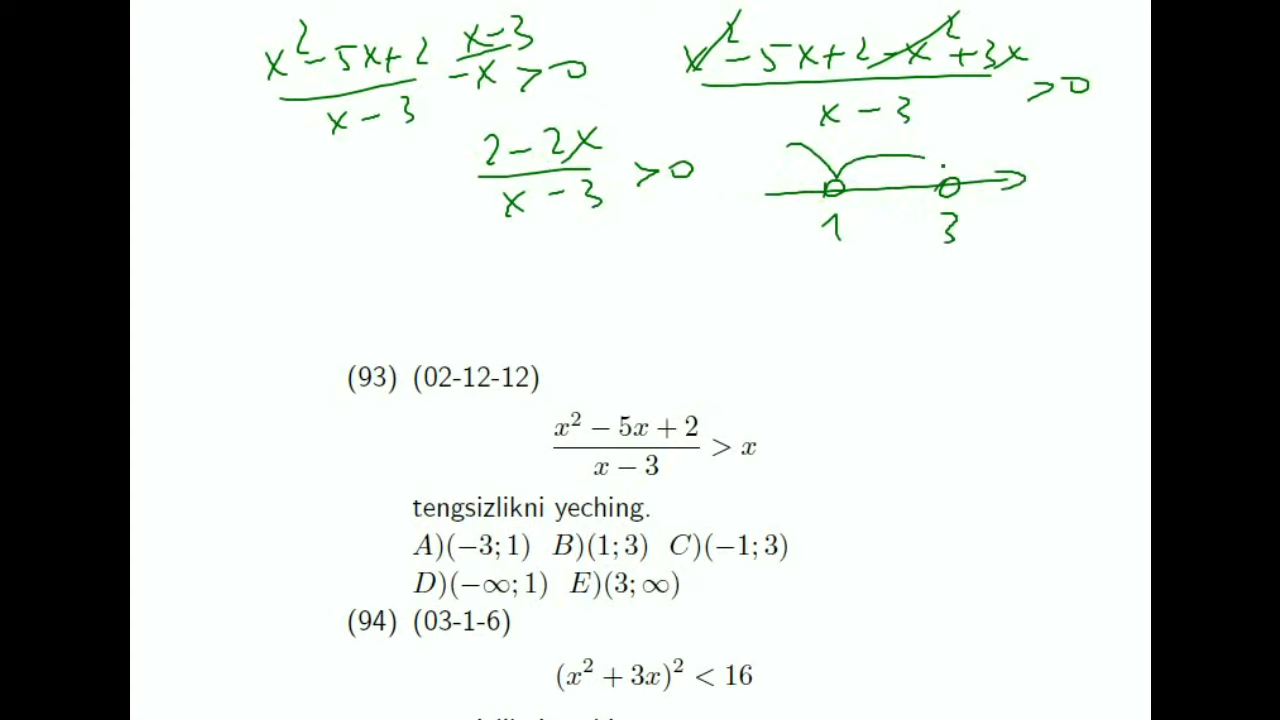 x² - 5x + 2 / x - 3 - x > 0 (x - 3)
x² - 5x + 2 - x² + 3x / x - 3 > 0
2 - 2x / x - 3 > 0
1 3
(93) (02-12-12)
x² − 5x + 2 / x − 3 > x
tengsizlikni yeching.
A)(−3; 1) B)(1; 3) C)(−1; 3)
D)(−∞; 1) E)(3; ∞)
(94) (03-1-6)
(x² + 3x)² < 16